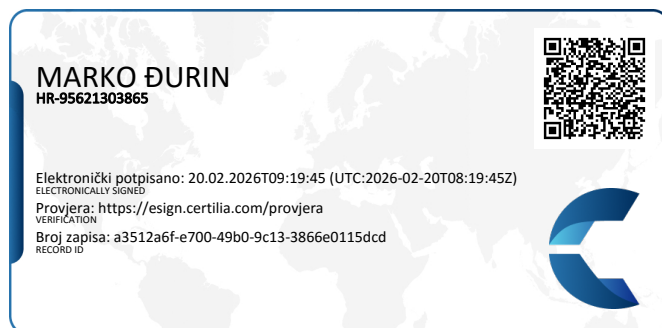 MARKO ĐURIN
HR-95621303865
Elektronički potpisano: 20.02.2026T09:19:45 (UTC:2026-02-20T08:19:45Z)
ELECTRONICALLY SIGNED
Provjera: https://esign.certilia.com/provjera
VERIFICATION
Broj zapisa: a3512a6f-e700-49b0-9c13-3866e0115dcd
RECORD ID